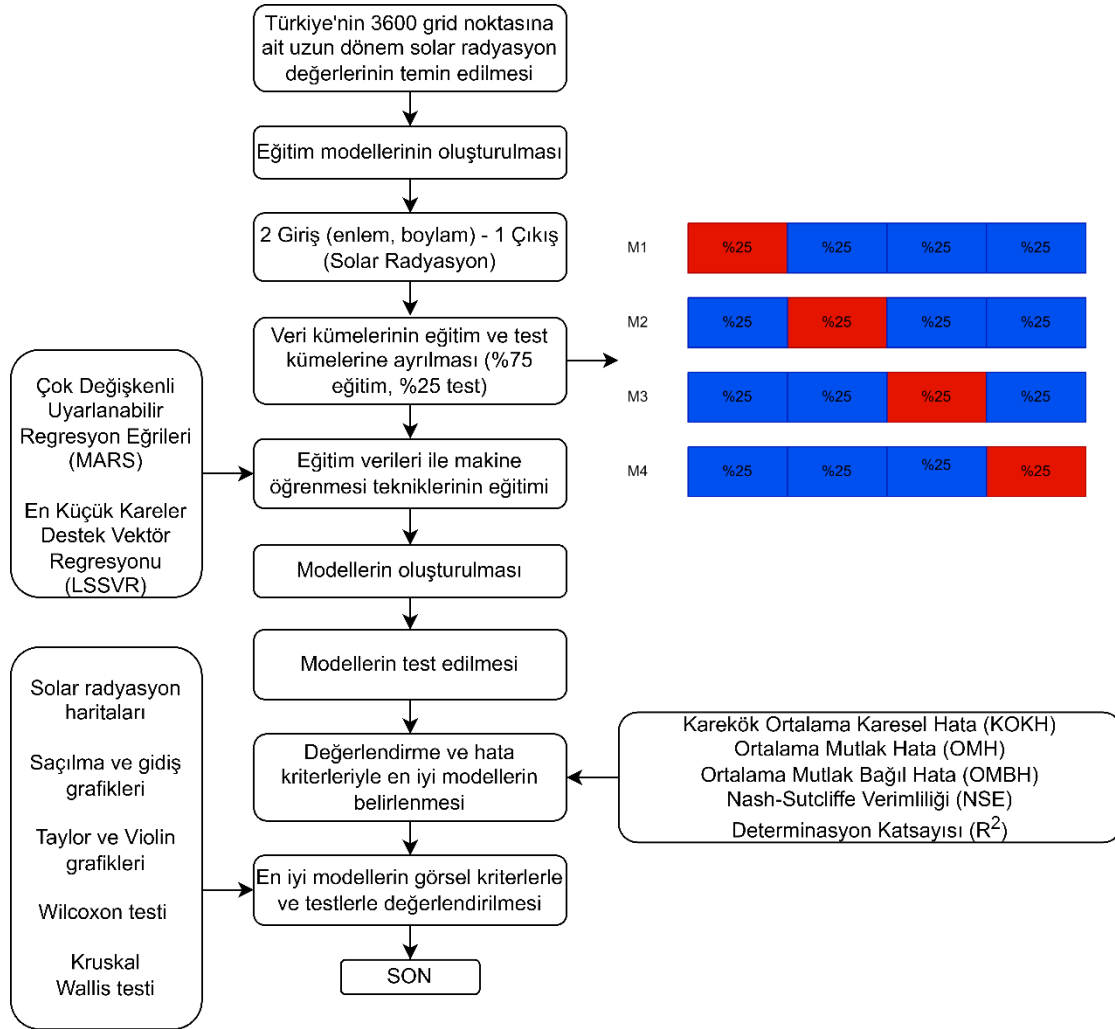 Türkiye'nin 3600 grid noktasına
ait uzun dönem solar radyasyon
değerlerinin temin edilmesi
Eğitim modellerinin oluşturulması
2 Giriş (enlem, boylam) - 1 Çıkış
(Solar Radyasyon)
Veri kümelerinin eğitim ve test
kümelerine ayrılması (%75
eğitim, %25 test)
M1
%25
%25
%25
%25
M2
%25
%25
%25
%25
M3
%25
%25
%25
%25
M4
%25
%25
%25
%25
Çok Değişkenli
Uyarlanabilir
Regresyon Eğrileri
(MARS)
En Küçük Kareler
Destek Vektör
Regresyonu
(LSSVR)
Eğitim verileri ile makine
öğrenmesi tekniklerinin eğitimi
Modellerin oluşturulması
Modellerin test edilmesi
Değerlendirme ve hata
kriterleriyle en iyi modellerin
belirlenmesi
Karekök Ortalama Karesel Hata (KOKH)
Ortalama Mutlak Hata (OMH)
Ortalama Mutlak Bağıl Hata (OMBH)
Nash-Sutcliffe Verimliliği (NSE)
Determinasyon Katsayısı (R²)
Solar radyasyon
haritaları
Saçılma ve gidiş
grafikleri
Taylor ve Violin
grafikleri
Wilcoxon testi
Kruskal
Wallis testi
En iyi modellerin görsel kriterlerle
ve testlerle değerlendirilmesi
SON